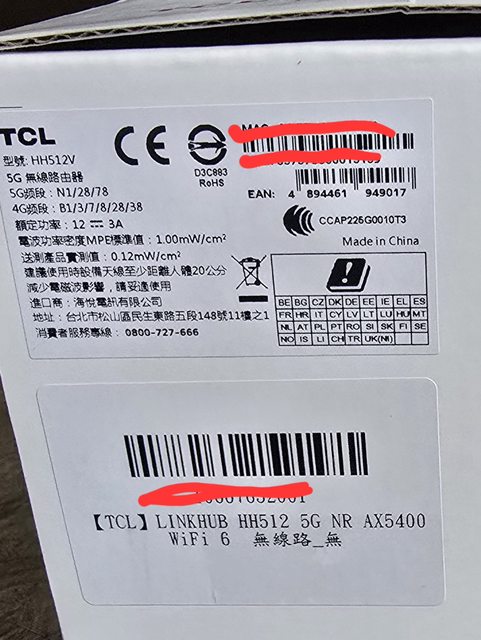 TCL
型號: HH512V
5G 無線路由器
5G頻段: N1/28/78
4G頻段: B1/3/7/8/28/38
額定功率: 12 ⎓ 3A
電波功率密度MPE標準值: 1.00mW/cm²
送測產品實測值: 0.12mW/cm²
建議使用時設備天線至少距離人體20公分
減少電磁波影響, 請妥適使用
進口商: 海悅電訊有限公司
地址: 台北市松山區民生東路五段148號11樓之1
消費者專線: 0800-727-666
CE
D3C883
RoHS
EAN: 4 894461 949017
CCAP225G0010T3
Made in China
BE BG CZ DK DE EE IE EL ES
FR HR IT CY LV LT LU HU MT
NL AT PL PT RO SI SK FI SE
NO IS LI CH TR UK(NI)
【TCL】LINKHUB HH512 5G NR AX5400
WiFi 6 無線路_無